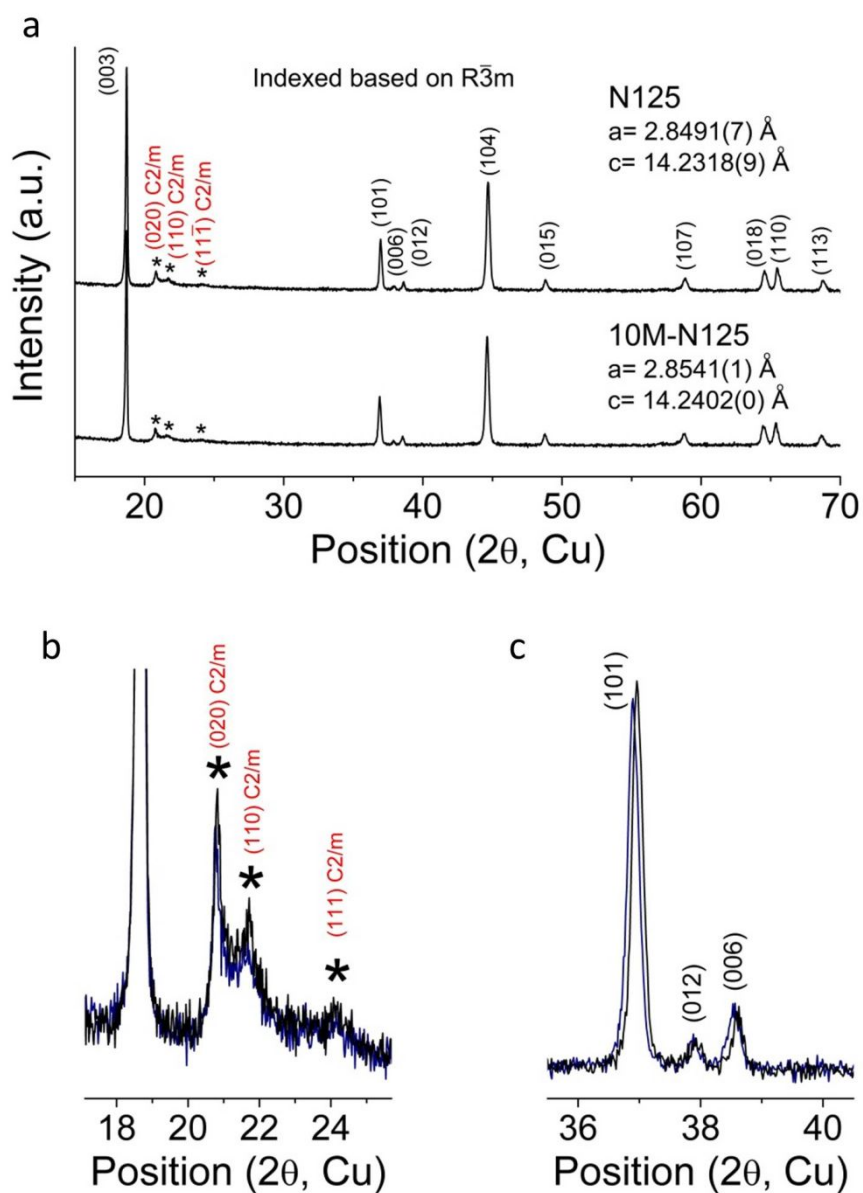 a
Indexed based on R3̅m
N125
a= 2.8491(7) Å
c= 14.2318(9) Å
(003)
(020) C2/m
(110) C2/m
(111̅) C2/m
(101)
(006)
(012)
(104)
(015)
(107)
(018)
(110)
(113)
*
*
*
10M-N125
a= 2.8541(1) Å
c= 14.2402(0) Å
*
*
*
Intensity (a.u.)
20
30
40
50
60
70
Position (2θ, Cu)
b
(020) C2/m
(110) C2/m
(111) C2/m
*
*
*
18
20
22
24
Position (2θ, Cu)
c
(101)
(012)
(006)
36
38
40
Position (2θ, Cu)